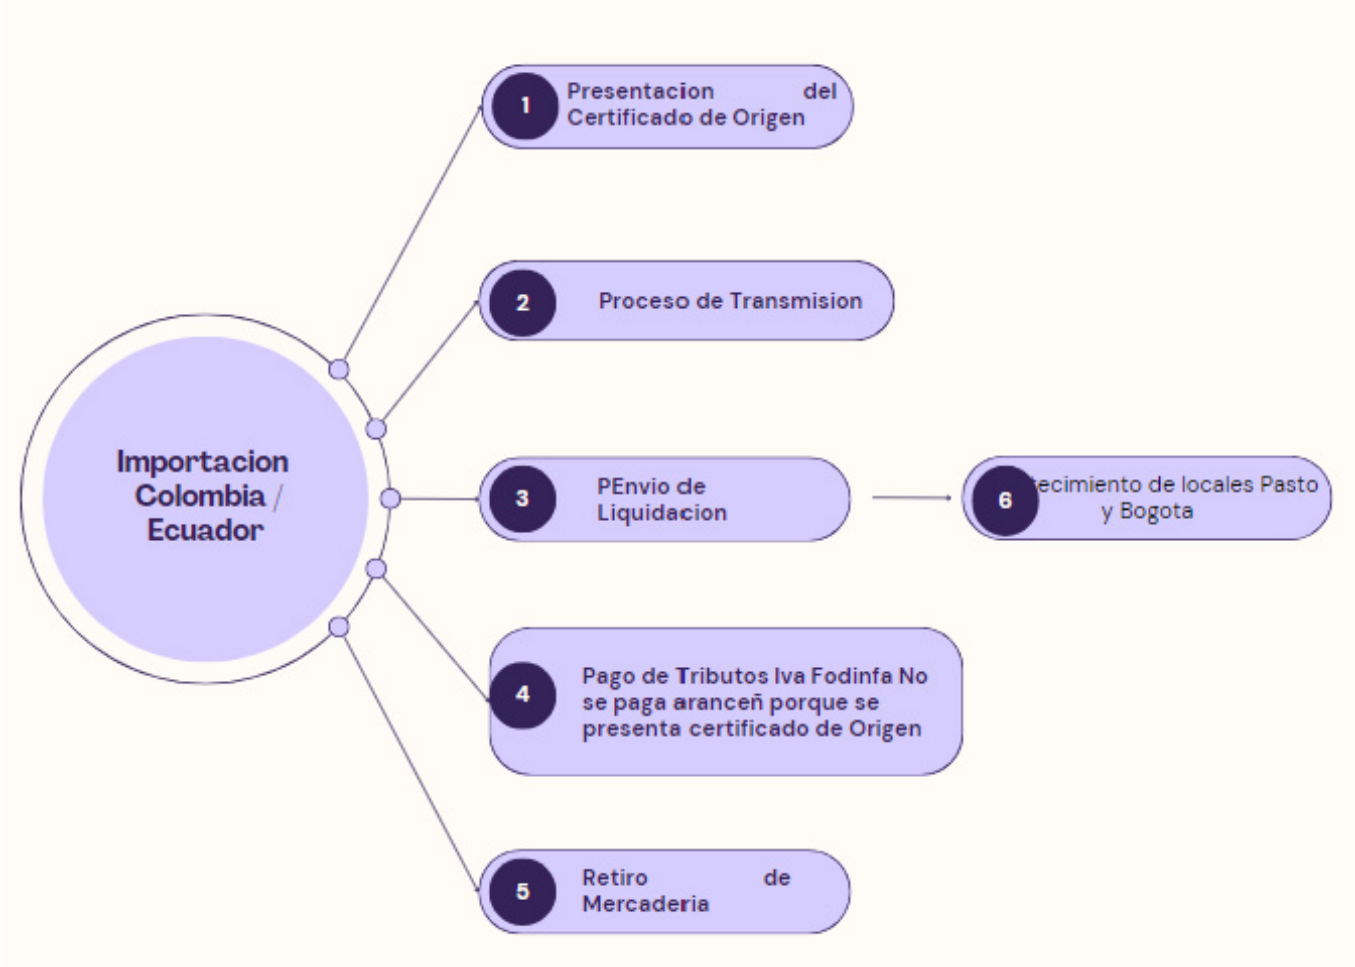 1
Presentacion del
Certificado de Origen
2
Proceso de Transmision
Importacion
Colombia /
Ecuador
3
PEnvio de
Liquidacion
6
tecimiento de locales Pasto
y Bogota
4
Pago de Tributos Iva Fodinfa No
se paga aranceñ porque se
presenta certificado de Origen
5
Retiro de
Mercaderia